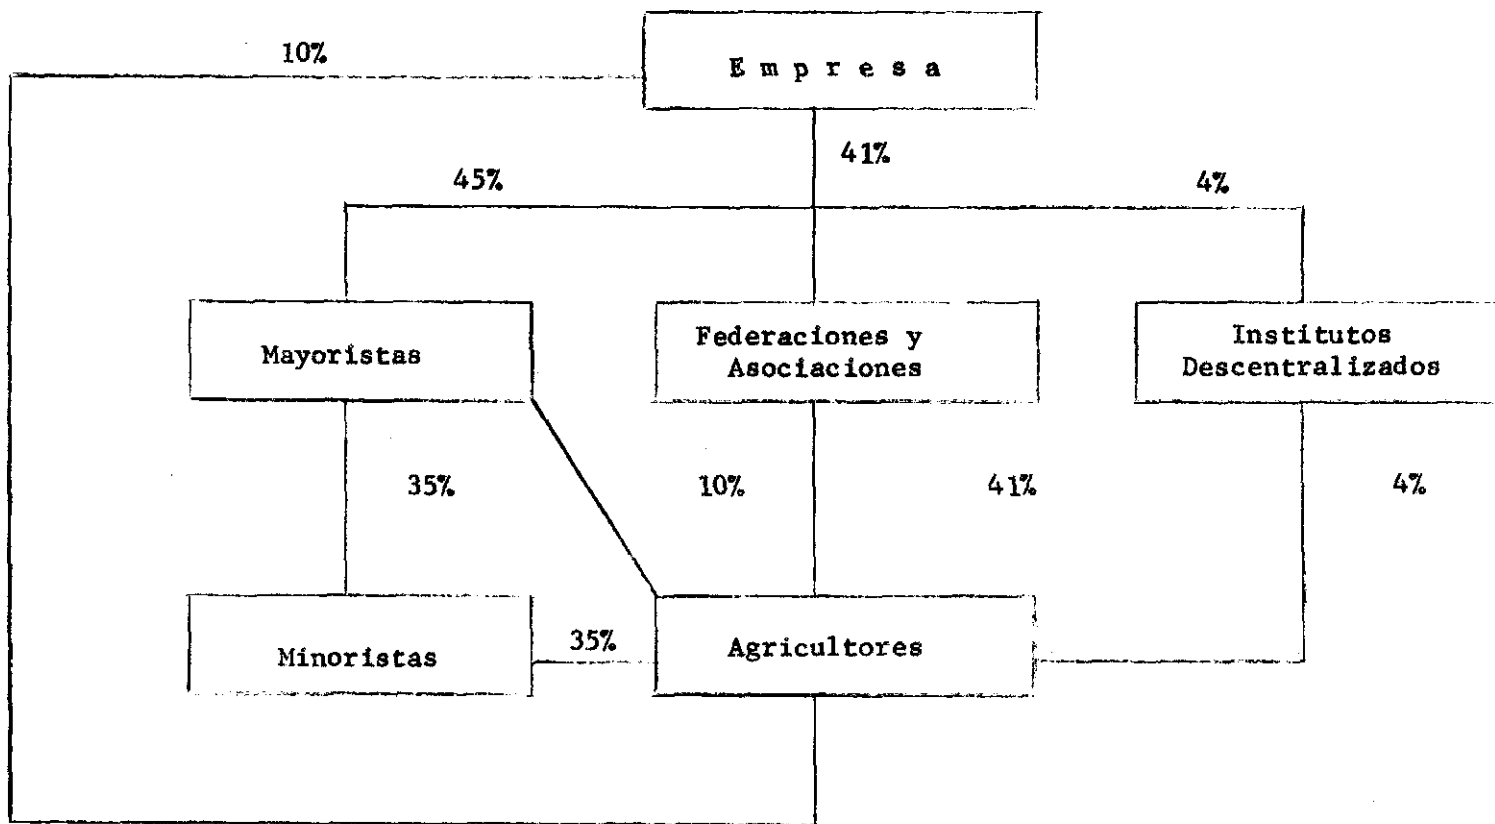 10%
E m p r e s a
41%
45%
4%
Mayoristas
Federaciones y
Asociaciones
Institutos
Descentralizados
35%
10%
41%
4%
Minoristas
35%
Agricultores